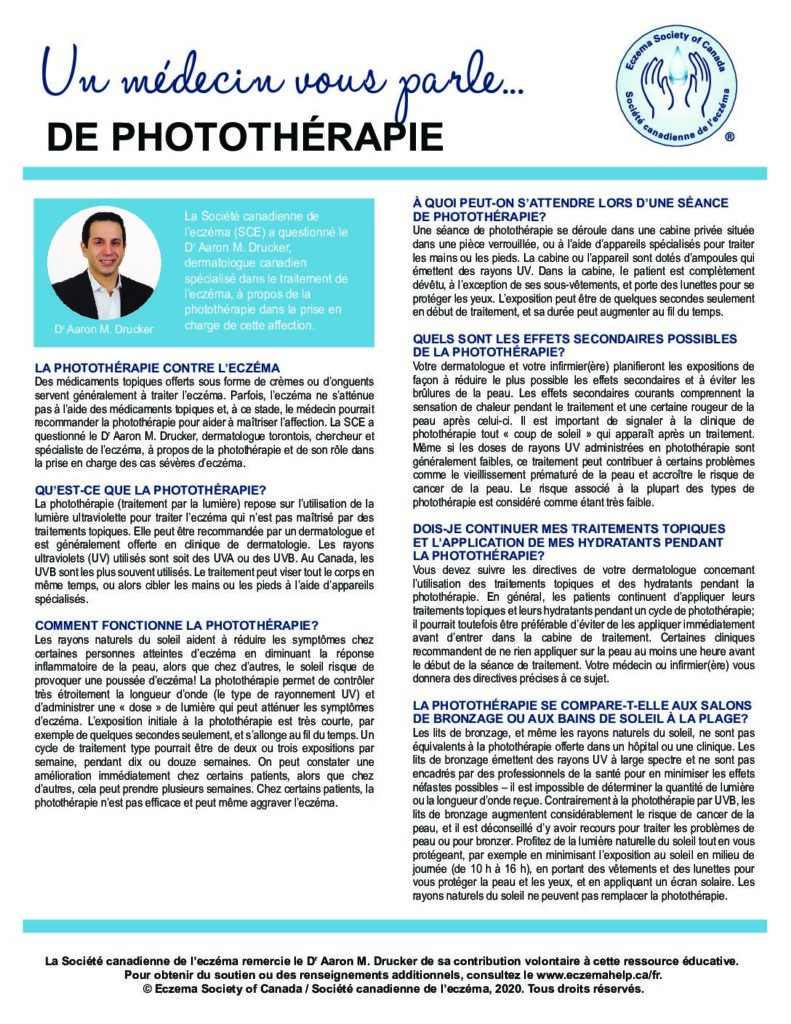 Un médecin vous parle...
DE PHOTOTHÉRAPIE
Eczema Society of Canada
Société canadienne de l'eczéma
®
La Société canadienne de
l'eczéma (SCE) a questionné le
Dr Aaron M. Drucker,
dermatologue canadien
spécialisé dans le traitement de
l'eczéma, à propos de la
photothérapie dans la prise en
charge de cette affection.
Dr Aaron M. Drucker
LA PHOTOTHÉRAPIE CONTRE L'ECZÉMA
Des médicaments topiques offerts sous forme de crèmes ou d'onguents
servent généralement à traiter l'eczéma. Parfois, l'eczéma ne s'atténue
pas à l'aide des médicaments topiques et, à ce stade, le médecin pourrait
recommander la photothérapie pour aider à maîtriser l'affection. La SCE a
questionné le Dr Aaron M. Drucker, dermatologue torontois, chercheur et
spécialiste de l'eczéma, à propos de la photothérapie et de son rôle dans
la prise en charge des cas sévères d'eczéma.
QU'EST-CE QUE LA PHOTOTHÉRAPIE?
La photothérapie (traitement par la lumière) repose sur l'utilisation de la
lumière ultraviolette pour traiter l'eczéma qui n'est pas maîtrisé par des
traitements topiques. Elle peut être recommandée par un dermatologue et
est généralement offerte en clinique de dermatologie. Les rayons
ultraviolets (UV) utilisés sont soit des UVA ou des UVB. Au Canada, les
UVB sont les plus souvent utilisés. Le traitement peut viser tout le corps en
même temps, ou alors cibler les mains ou les pieds à l'aide d'appareils
spécialisés.
COMMENT FONCTIONNE LA PHOTOTHÉRAPIE?
Les rayons naturels du soleil aident à réduire les symptômes chez
certaines personnes atteintes d'eczéma en diminuant la réponse
inflammatoire de la peau, alors que chez d'autres, le soleil risque de
provoquer une poussée d'eczéma! La photothérapie permet de contrôler
très étroitement la longueur d'onde (le type de rayonnement UV) et
d'administrer une « dose » de lumière qui peut atténuer les symptômes
d'eczéma. L'exposition initiale à la photothérapie est très courte, par
exemple de quelques secondes seulement, et s'allonge au fil du temps. Un
cycle de traitement type pourrait être de deux ou trois expositions par
semaine, pendant dix ou douze semaines. On peut constater une
amélioration immédiatement chez certains patients, alors que chez
d'autres, cela peut prendre plusieurs semaines. Chez certains patients, la
photothérapie n'est pas efficace et peut même aggraver l'eczéma.
À QUOI PEUT-ON S'ATTENDRE LORS D'UNE SÉANCE
DE PHOTOTHÉRAPIE?
Une séance de photothérapie se déroule dans une cabine privée située
dans une pièce verrouillée, ou à l'aide d'appareils spécialisés pour traiter
les mains ou les pieds. La cabine ou l'appareil sont dotés d'ampoules qui
émettent des rayons UV. Dans la cabine, le patient est complètement
dévêtu, à l'exception de ses sous-vêtements, et porte des lunettes pour se
protéger les yeux. L'exposition peut être de quelques secondes seulement
en début de traitement, et sa durée peut augmenter au fil du temps.
QUELS SONT LES EFFETS SECONDAIRES POSSIBLES
DE LA PHOTOTHÉRAPIE?
Votre dermatologue et votre infirmier(ère) planifieront les expositions de
façon à réduire le plus possible les effets secondaires et à éviter les
brûlures de la peau. Les effets secondaires courants comprennent la
sensation de chaleur pendant le traitement et une certaine rougeur de la
peau après celui-ci. Il est important de signaler à la clinique de
photothérapie tout « coup de soleil » qui apparaît après un traitement.
Même si les doses de rayons UV administrées en photothérapie sont
généralement faibles, ce traitement peut contribuer à certains problèmes
comme le vieillissement prématuré de la peau et accroître le risque de
cancer de la peau. Le risque associé à la plupart des types de
photothérapie est considéré comme étant très faible.
DOIS-JE CONTINUER MES TRAITEMENTS TOPIQUES
ET L'APPLICATION DE MES HYDRATANTS PENDANT
LA PHOTOTHÉRAPIE?
Vous devez suivre les directives de votre dermatologue concernant
l'utilisation des traitements topiques et des hydratants pendant la
photothérapie. En général, les patients continuent d'appliquer leurs
traitements topiques et leurs hydratants pendant un cycle de photothérapie;
il pourrait toutefois être préférable d'éviter de les appliquer immédiatement
avant d'entrer dans la cabine de traitement. Certaines cliniques
recommandent de ne rien appliquer sur la peau au moins une heure avant
le début de la séance de traitement. Votre médecin ou infirmier(ère) vous
donnera des directives précises à ce sujet.
LA PHOTOTHÉRAPIE SE COMPARE-T-ELLE AUX SALONS
DE BRONZAGE OU AUX BAINS DE SOLEIL À LA PLAGE?
Les lits de bronzage, et même les rayons naturels du soleil, ne sont pas
équivalents à la photothérapie offerte dans un hôpital ou une clinique. Les
lits de bronzage émettent des rayons UV à large spectre et ne sont pas
encadrés par des professionnels de la santé pour en minimiser les effets
néfastes possibles – il est impossible de déterminer la quantité de lumière
ou la longueur d'onde reçue. Contrairement à la photothérapie par UVB, les
lits de bronzage augmentent considérablement le risque de cancer de la
peau, et il est déconseillé d'y avoir recours pour traiter les problèmes de
peau ou pour bronzer. Profitez de la lumière naturelle du soleil tout en vous
protégeant, par exemple en minimisant l'exposition au soleil en milieu de
journée (de 10 h à 16 h), en portant des vêtements et des lunettes pour
vous protéger la peau et les yeux, et en appliquant un écran solaire. Les
rayons naturels du soleil ne peuvent pas remplacer la photothérapie.
La Société canadienne de l'eczéma remercie le Dr Aaron M. Drucker de sa contribution volontaire à cette ressource éducative.
Pour obtenir du soutien ou des renseignements additionnels, consultez le www.eczemahelp.ca/fr.
© Eczema Society of Canada / Société canadienne de l'eczéma, 2020. Tous droits réservés.